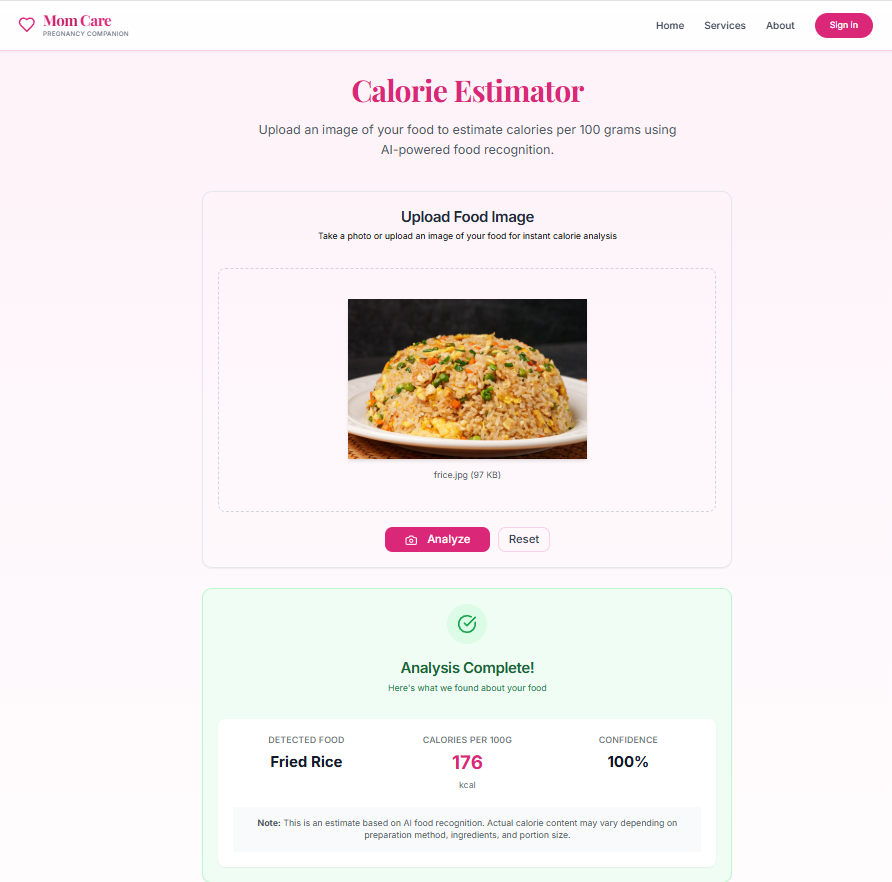 Mom Care
PREGNANCY COMPANION
Home
Services
About
Sign In
Calorie Estimator
Upload an image of your food to estimate calories per 100 grams using
AI-powered food recognition.
Upload Food Image
Take a photo or upload an image of your food for instant calorie analysis
frice.jpg (97 KB)
Analyze
Reset
Analysis Complete!
Here's what we found about your food
DETECTED FOOD
Fried Rice
CALORIES PER 100G
176
kcal
CONFIDENCE
100%
Note: This is an estimate based on AI food recognition. Actual calorie content may vary depending on
preparation method, ingredients, and portion size.